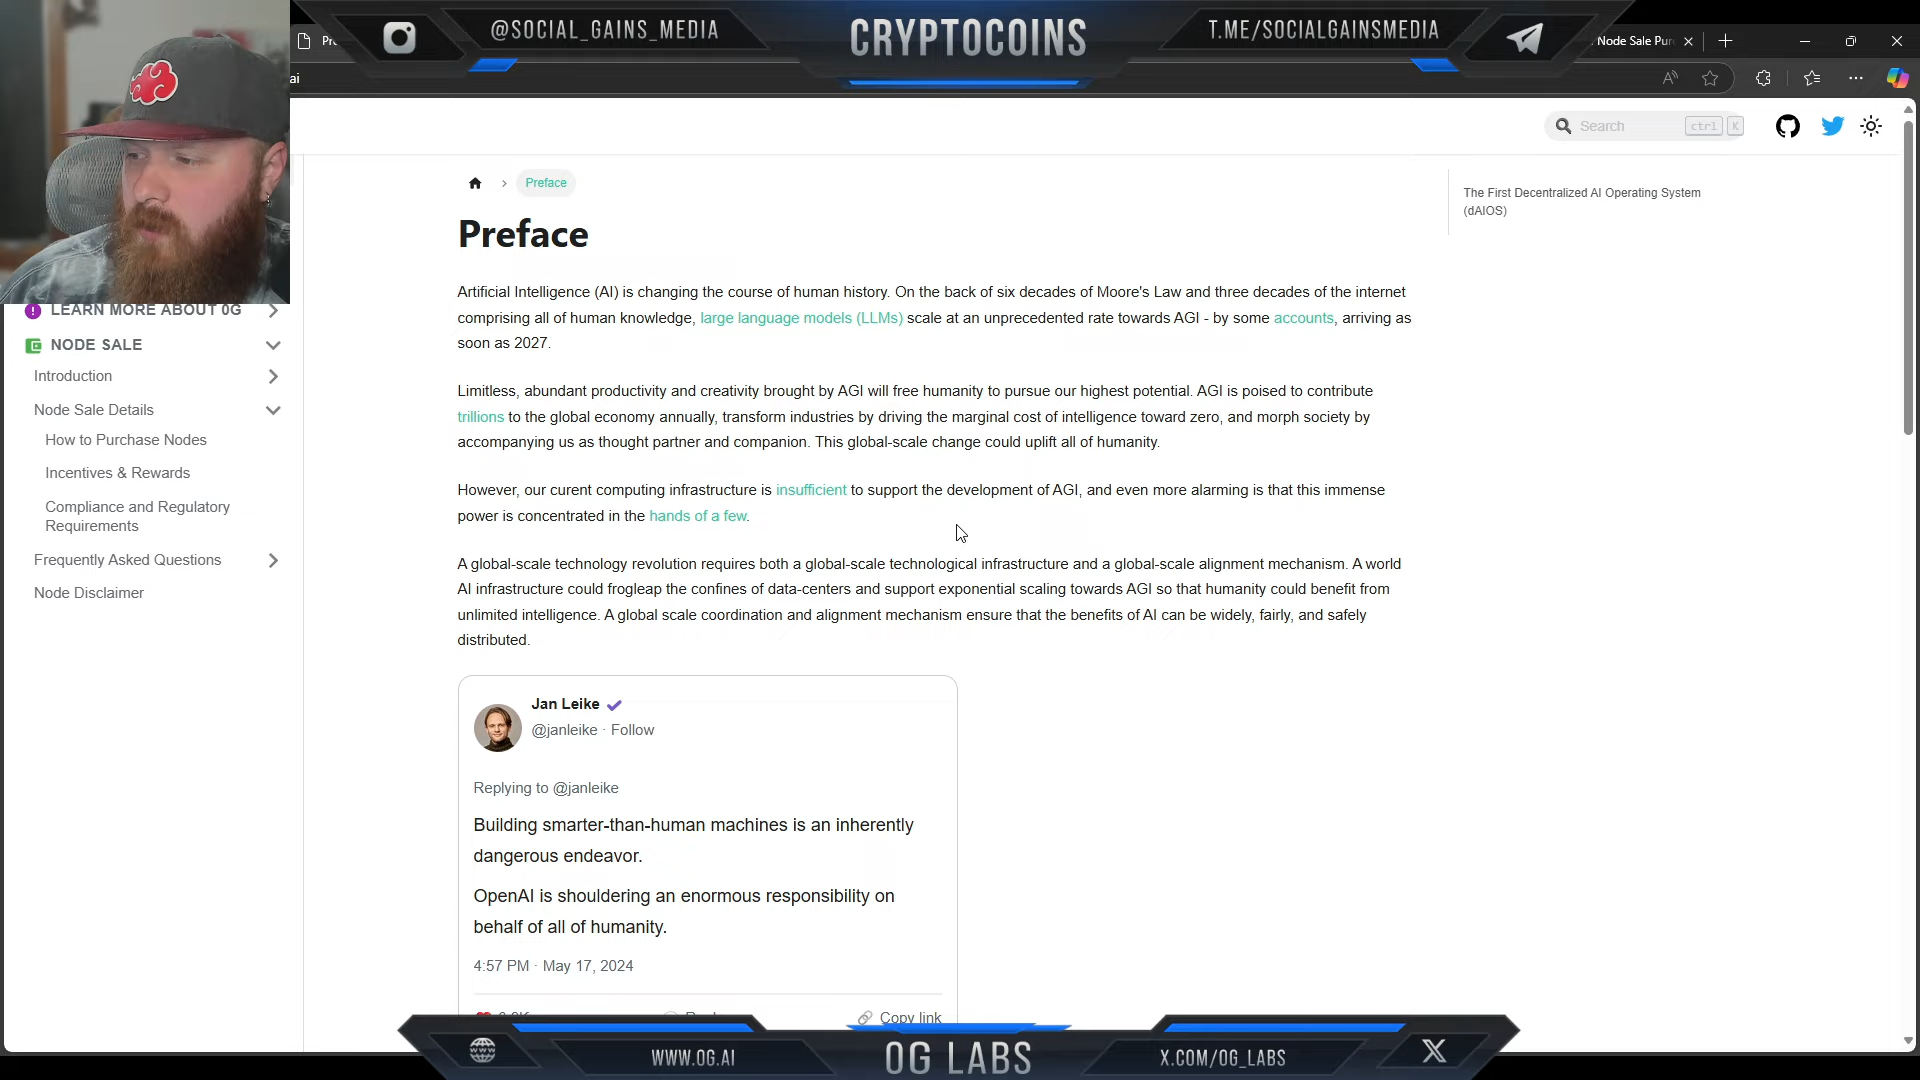 @SOCIAL_GAINS_MEDIA
CRYPTOCOINS
T.ME/SOCIALGAINSMEDIA
Node Sale Pur
ai
Search
ctrl K
Preface
The First Decentralized AI Operating System
(dAIOS)
Preface
Artificial Intelligence (AI) is changing the course of human history. On the back of six decades of Moore's Law and three decades of the internet
comprising all of human knowledge, large language models (LLMs) scale at an unprecedented rate towards AGI - by some accounts, arriving as
soon as 2027.
Limitless, abundant productivity and creativity brought by AGI will free humanity to pursue our highest potential. AGI is poised to contribute
trillions to the global economy annually, transform industries by driving the marginal cost of intelligence toward zero, and morph society by
accompanying us as thought partner and companion. This global-scale change could uplift all of humanity.
However, our curent computing infrastructure is insufficient to support the development of AGI, and even more alarming is that this immense
power is concentrated in the hands of a few.
A global-scale technology revolution requires both a global-scale technological infrastructure and a global-scale alignment mechanism. A world
AI infrastructure could frogleap the confines of data-centers and support exponential scaling towards AGI so that humanity could benefit from
unlimited intelligence. A global scale coordination and alignment mechanism ensure that the benefits of AI can be widely, fairly, and safely
distributed.
LEARN MORE ABOUT 0G
NODE SALE
Introduction
Node Sale Details
How to Purchase Nodes
Incentives & Rewards
Compliance and Regulatory
Requirements
Frequently Asked Questions
Node Disclaimer
Jan Leike
@janleike · Follow
Replying to @janleike
Building smarter-than-human machines is an inherently
dangerous endeavor.
OpenAI is shouldering an enormous responsibility on
behalf of all of humanity.
4:57 PM · May 17, 2024
Copy link
WWW.0G.AI
0G LABS
X.COM/0G_LABS